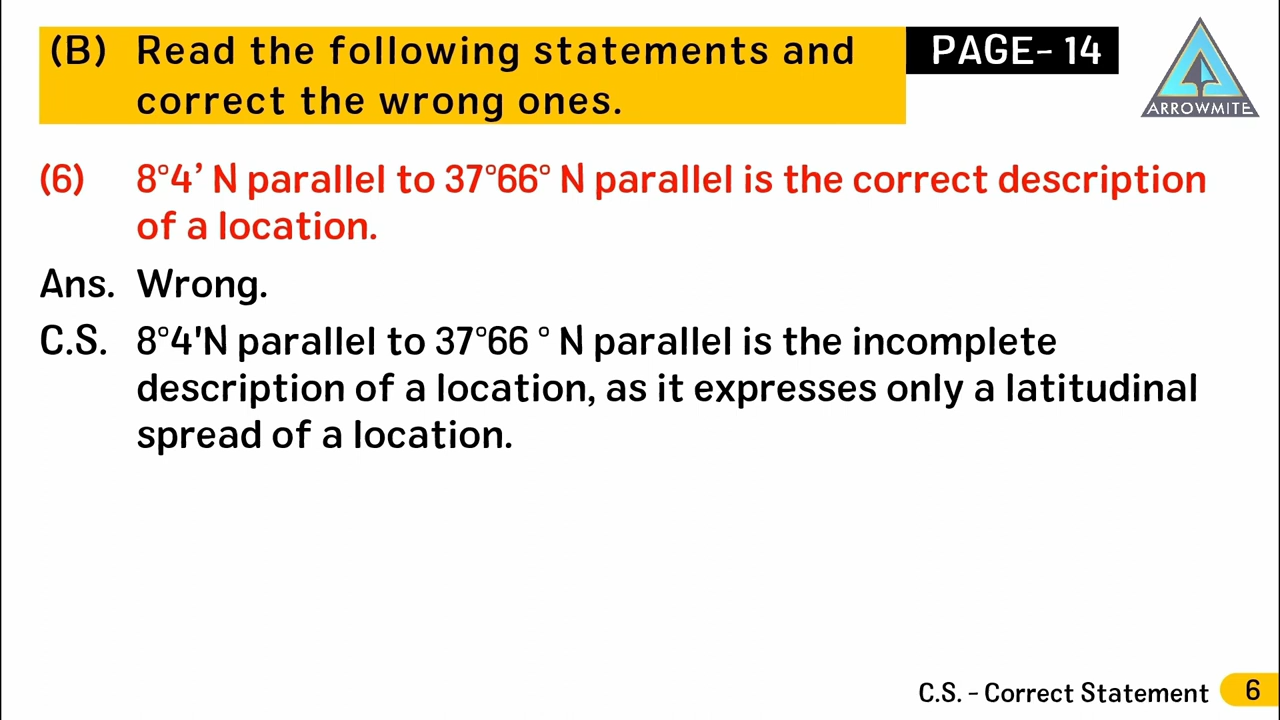 (B) Read the following statements and
correct the wrong ones.
PAGE- 14
ARROWMITE
(6) 8°4’ N parallel to 37°66° N parallel is the correct description
of a location.
Ans. Wrong.
C.S. 8°4'N parallel to 37°66 ° N parallel is the incomplete
description of a location, as it expresses only a latitudinal
spread of a location.
C.S. - Correct Statement 6